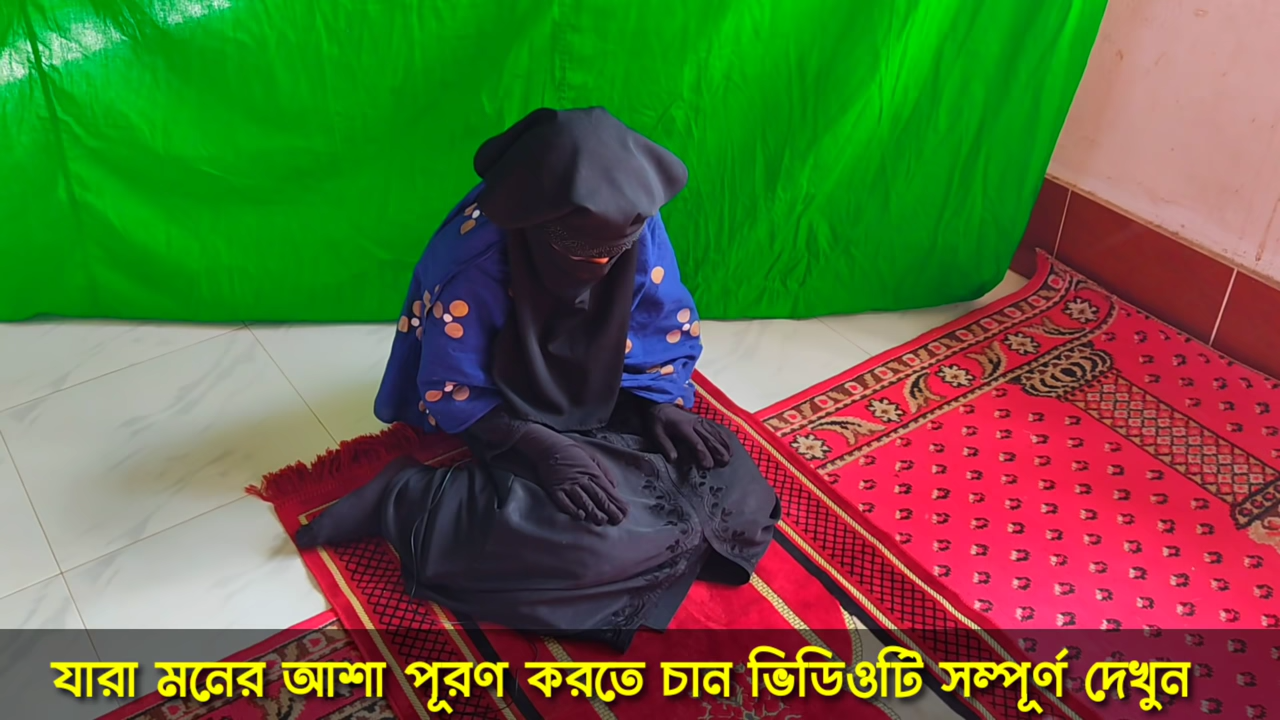 যারা মনের আশা পূরণ করতে চান ভিডিওটি সম্পূর্ণ দেখুন